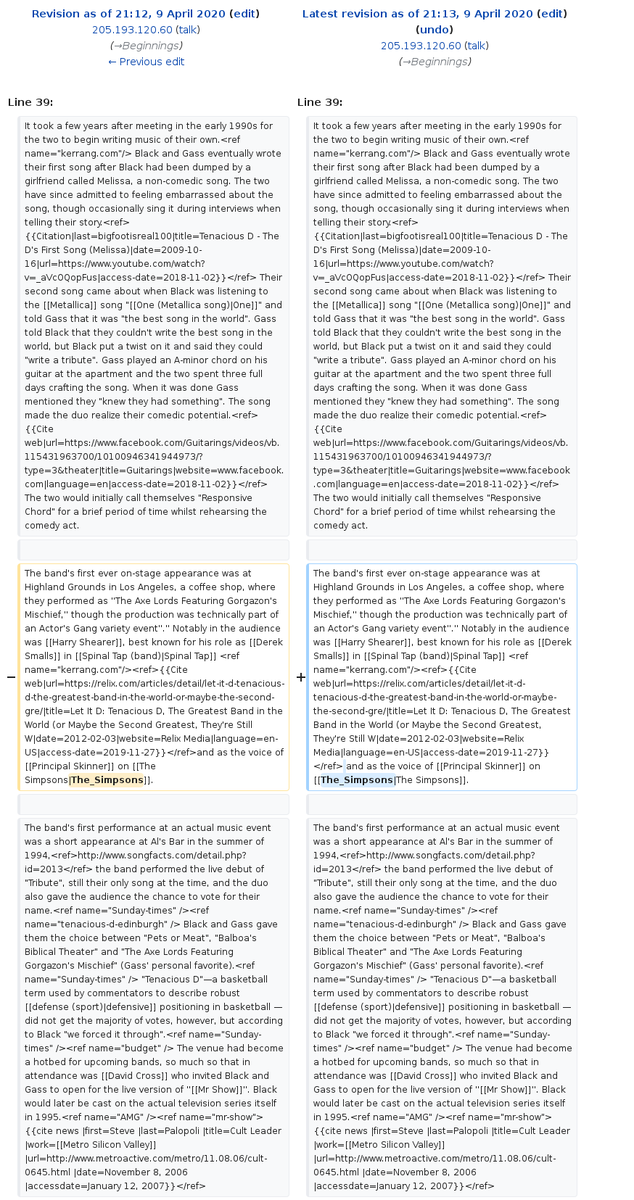 Revision as of 21:12, 9 April 2020 (edit)
205.193.120.60 (talk)
(→Beginnings)
← Previous edit
Line 39:
It took a few years after meeting in the early 1990s for
the two to begin writing music of their own.<ref
name="kerrang.com"/> Black and Gass eventually wrote
their first song after Black had been dumped by a
girlfriend called Melissa, a non-comedic song. The two
have since admitted to feeling embarrassed about the
song, though occasionally sing it during interviews when
telling their story.<ref>
{{Citation|last=bigfootisreal100|title=Tenacious D - The
D's First Song (Melissa)|date=2009-10-
16|url=https://www.youtube.com/watch?
v=_aVcOQopFus|access-date=2018-11-02}}</ref> Their
second song came about when Black was listening to
the [[Metallica]] song "[[One (Metallica song)|One]]" and
told Gass that it was "the best song in the world". Gass
told Black that they couldn't write the best song in the
world, but Black put a twist on it and said they could
"write a tribute". Gass played an A-minor chord on his
guitar at the apartment and the two spent three full
days crafting the song. When it was done Gass
mentioned they "knew they had something". The song
made the duo realize their comedic potential.<ref>
{{Cite
web|url=https://www.facebook.com/Guitarings/videos/vb.
115431963700/10100946341944973/?
type=3&theater|title=Guitarings|website=www.facebook.
com|language=en|access-date=2018-11-02}}</ref>
The two would initially call themselves "Responsive
Chord" for a brief period of time whilst rehearsing the
comedy act.
−
The band's first ever on-stage appearance was at
Highland Grounds in Los Angeles, a coffee shop, where
they performed as ''The Axe Lords Featuring Gorgazon's
Mischief,'' though the production was technically part of
an Actor's Gang variety event''.'' Notably in the audience
was [[Harry Shearer]], best known for his role as [[Derek
Smalls]] in [[Spinal Tap (band)|Spinal Tap]] <ref
name="kerrang.com"/><ref>{{Cite
web|url=https://relix.com/articles/detail/let-it-d-tenacious-
d-the-greatest-band-in-the-world-or-maybe-the-second-
gre/|title=Let It D: Tenacious D, The Greatest Band in the
World (or Maybe the Second Greatest, They're Still
W|date=2012-02-03|website=Relix Media|language=en-
US|access-date=2019-11-27}}</ref>and as the voice of
[[Principal Skinner]] on [[The
Simpsons|The_Simpsons]].
The band's first performance at an actual music event
was a short appearance at Al's Bar in the summer of
1994,<ref>http://www.songfacts.com/detail.php?
id=2013</ref> the band performed the live debut of
"Tribute", still their only song at the time, and the duo
also gave the audience the chance to vote for their
name.<ref name="Sunday-times" /><ref
name="tenacious-d-edinburgh" /> Black and Gass gave
them the choice between "Pets or Meat", "Balboa's
Biblical Theater" and "The Axe Lords Featuring
Gorgazon's Mischief" (Gass' personal favorite).<ref
name="Sunday-times" /> "Tenacious D"—a basketball
term used by commentators to describe robust
[[defense (sport)|defensive]] positioning in basketball —
did not get the majority of votes, however, but according
to Black "we forced it through".<ref name="Sunday-
times" /><ref name="budget" /> The venue had become
a hotbed for upcoming bands, so much so that in
attendance was [[David Cross]] who invited Black and
Gass to open for the live version of ''[[Mr Show]]''. Black
would later be cast on the actual television series itself
in 1995.<ref name="AMG" /><ref name="mr-show">
{{cite news |first=Steve |last=Palopoli |title=Cult Leader
|work=[[Metro Silicon Valley]]
|url=http://www.metroactive.com/metro/11.08.06/cult-
0645.html |date=November 8, 2006
|accessdate=January 12, 2007}}</ref>
Latest revision as of 21:13, 9 April 2020 (edit)
(undo)
205.193.120.60 (talk)
(→Beginnings)
Line 39:
It took a few years after meeting in the early 1990s for
the two to begin writing music of their own.<ref
name="kerrang.com"/> Black and Gass eventually wrote
their first song after Black had been dumped by a
girlfriend called Melissa, a non-comedic song. The two
have since admitted to feeling embarrassed about the
song, though occasionally sing it during interviews when
telling their story.<ref>
{{Citation|last=bigfootisreal100|title=Tenacious D - The
D's First Song (Melissa)|date=2009-10-
16|url=https://www.youtube.com/watch?
v=_aVcOQopFus|access-date=2018-11-02}}</ref> Their
second song came about when Black was listening to
the [[Metallica]] song "[[One (Metallica song)|One]]" and
told Gass that it was "the best song in the world". Gass
told Black that they couldn't write the best song in the
world, but Black put a twist on it and said they could
"write a tribute". Gass played an A-minor chord on his
guitar at the apartment and the two spent three full
days crafting the song. When it was done Gass
mentioned they "knew they had something". The song
made the duo realize their comedic potential.<ref>
{{Cite
web|url=https://www.facebook.com/Guitarings/videos/vb.
115431963700/10100946341944973/?
type=3&theater|title=Guitarings|website=www.facebook
.com|language=en|access-date=2018-11-02}}</ref>
The two would initially call themselves "Responsive
Chord" for a brief period of time whilst rehearsing the
comedy act.
+
The band's first ever on-stage appearance was at
Highland Grounds in Los Angeles, a coffee shop, where
they performed as ''The Axe Lords Featuring Gorgazon's
Mischief,'' though the production was technically part of
an Actor's Gang variety event''.'' Notably in the audience
was [[Harry Shearer]], best known for his role as [[Derek
Smalls]] in [[Spinal Tap (band)|Spinal Tap]] <ref
name="kerrang.com"/><ref>{{Cite
web|url=https://relix.com/articles/detail/let-it-d-
tenacious-d-the-greatest-band-in-the-world-or-maybe-
the-second-gre/|title=Let It D: Tenacious D, The Greatest
Band in the World (or Maybe the Second Greatest,
They're Still W|date=2012-02-03|website=Relix
Media|language=en-US|access-date=2019-11-27}}
</ref> and as the voice of [[Principal Skinner]] on
[[The_Simpsons|The Simpsons]].
The band's first performance at an actual music event
was a short appearance at Al's Bar in the summer of
1994,<ref>http://www.songfacts.com/detail.php?
id=2013</ref> the band performed the live debut of
"Tribute", still their only song at the time, and the duo
also gave the audience the chance to vote for their
name.<ref name="Sunday-times" /><ref
name="tenacious-d-edinburgh" /> Black and Gass gave
them the choice between "Pets or Meat", "Balboa's
Biblical Theater" and "The Axe Lords Featuring
Gorgazon's Mischief" (Gass' personal favorite).<ref
name="Sunday-times" /> "Tenacious D"—a basketball
term used by commentators to describe robust
[[defense (sport)|defensive]] positioning in basketball —
did not get the majority of votes, however, but according
to Black "we forced it through".<ref name="Sunday-
times" /><ref name="budget" /> The venue had become
a hotbed for upcoming bands, so much so that in
attendance was [[David Cross]] who invited Black and
Gass to open for the live version of ''[[Mr Show]]''. Black
would later be cast on the actual television series itself
in 1995.<ref name="AMG" /><ref name="mr-show">
{{cite news |first=Steve |last=Palopoli |title=Cult Leader
|work=[[Metro Silicon Valley]]
|url=http://www.metroactive.com/metro/11.08.06/cult-
0645.html |date=November 8, 2006
|accessdate=January 12, 2007}}</ref>